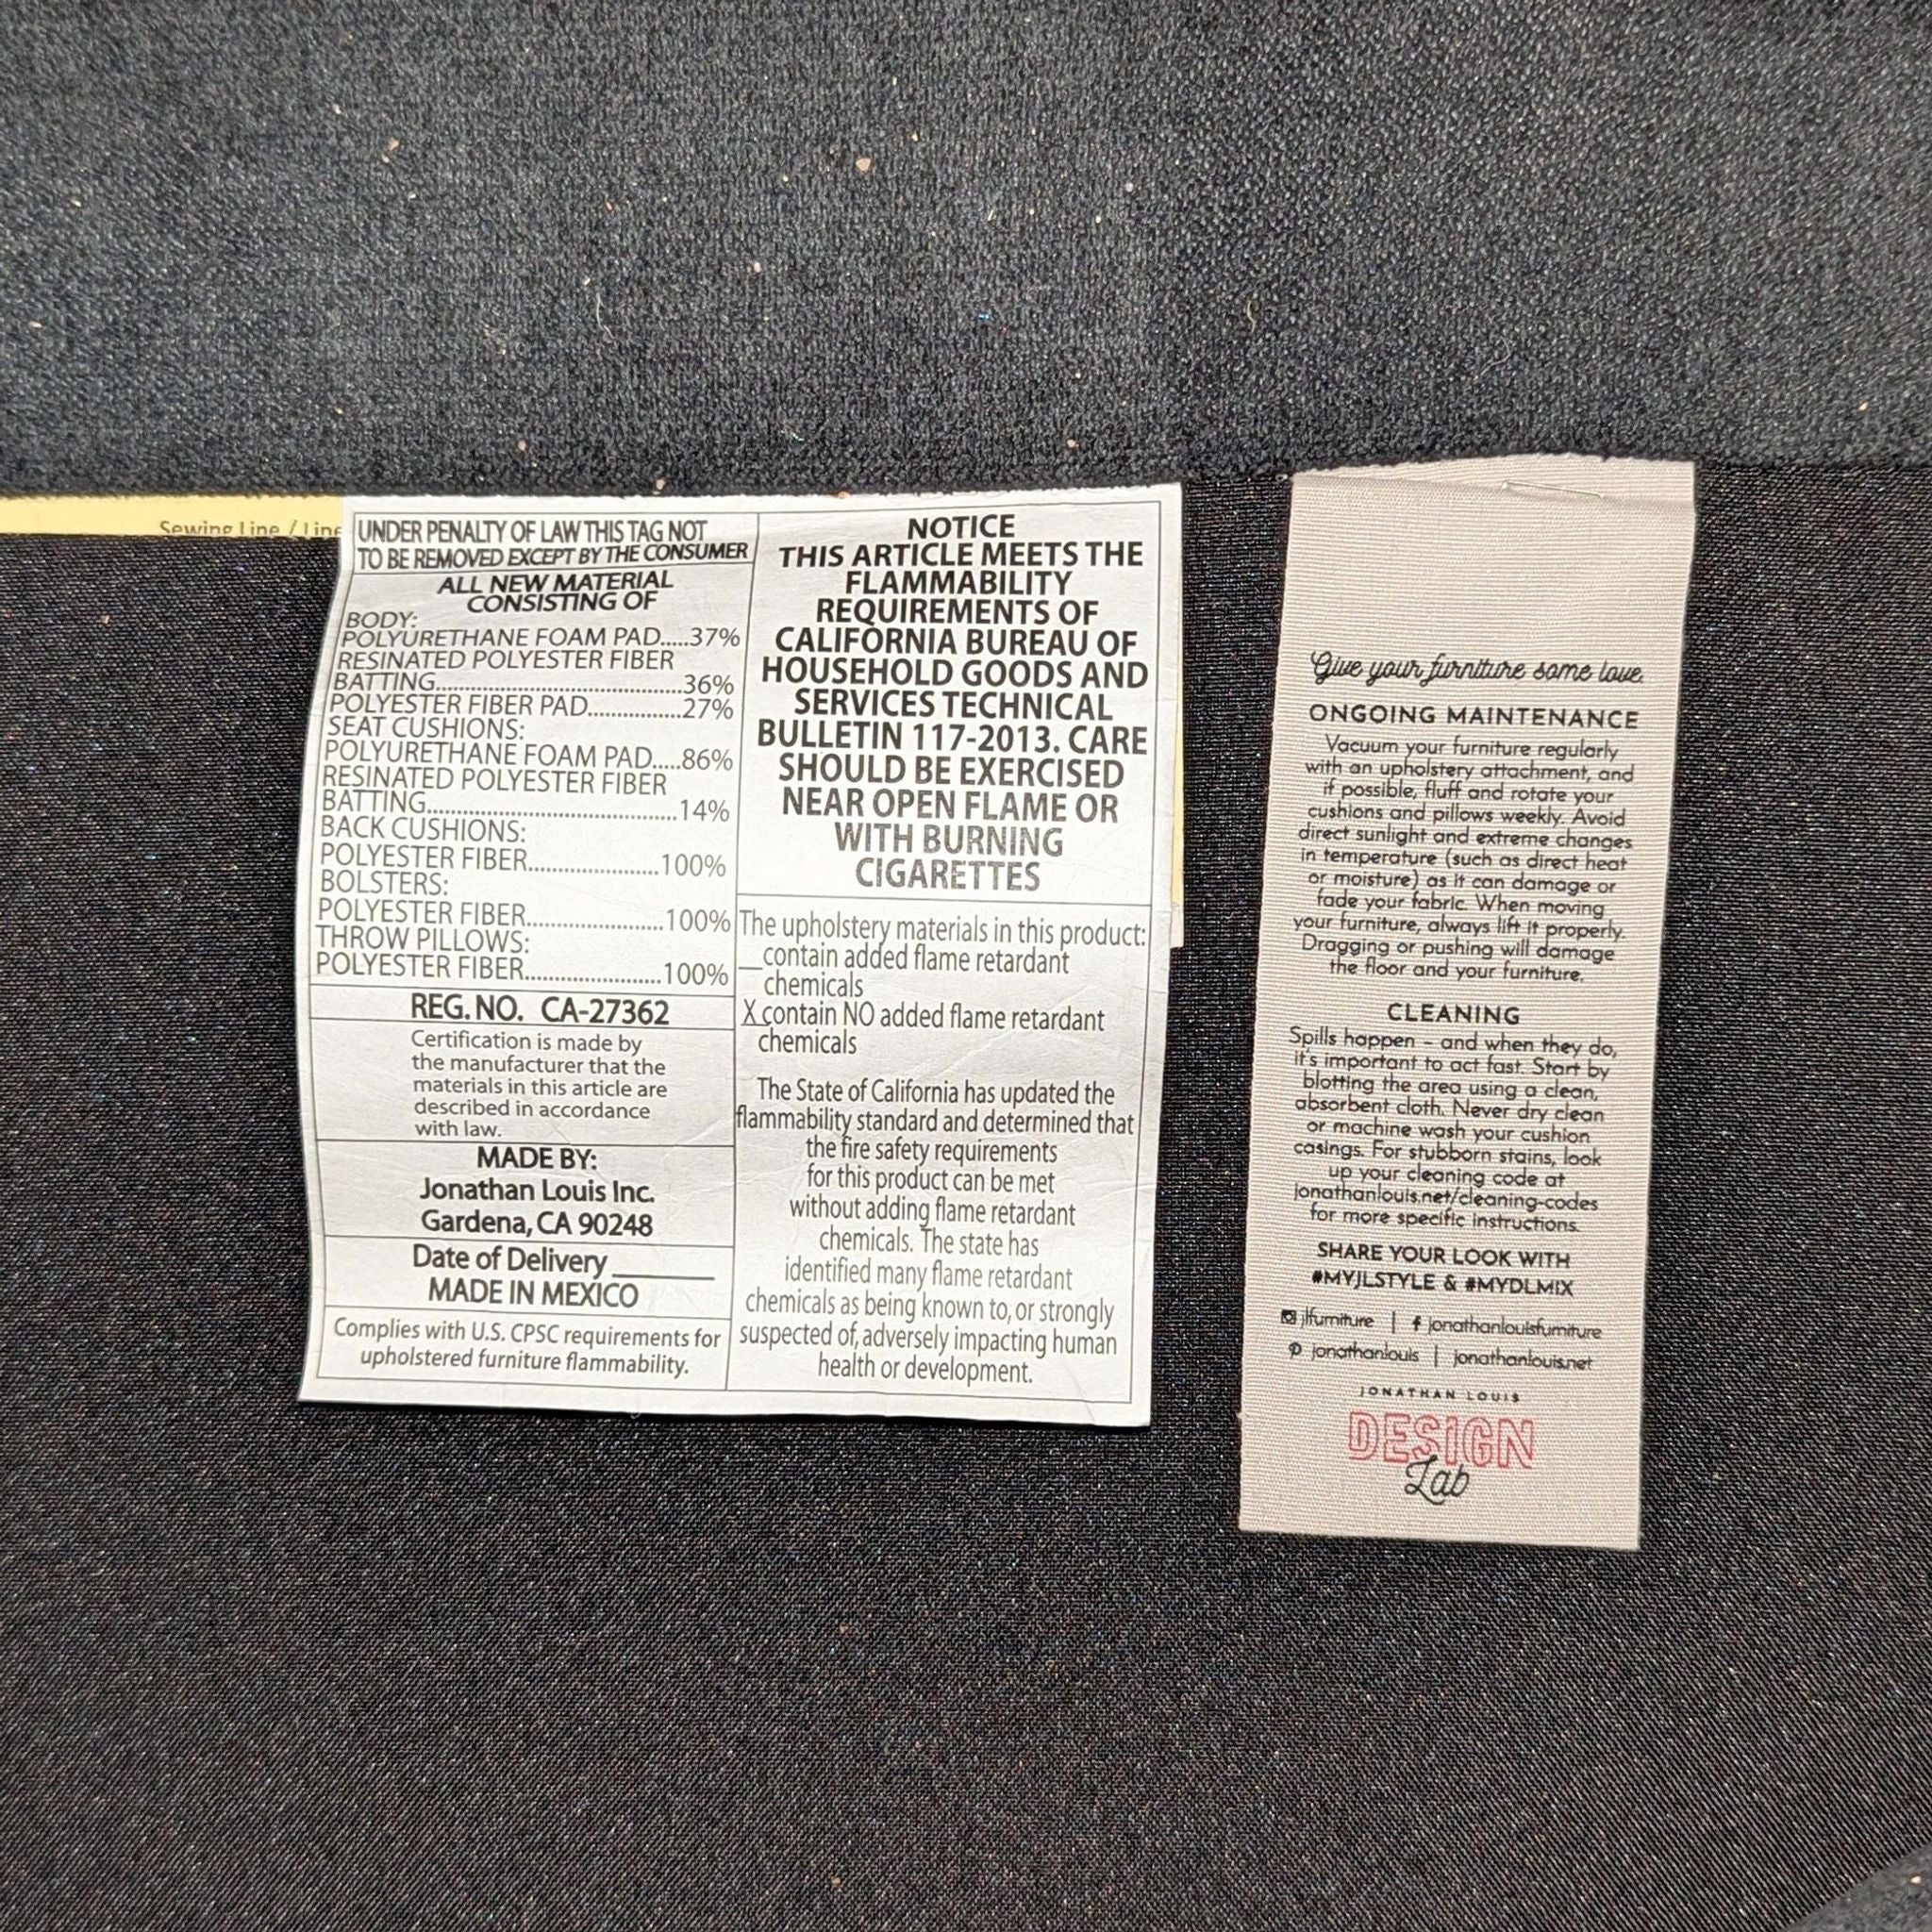 Sewing Line / Line
UNDER PENALTY OF LAW THIS TAG NOT
TO BE REMOVED EXCEPT BY THE CONSUMER
ALL NEW MATERIAL
CONSISTING OF
BODY:
POLYURETHANE FOAM PAD.....37%
RESINATED POLYESTER FIBER
BATTING......................................36%
POLYESTER FIBER PAD...............27%
SEAT CUSHIONS:
POLYURETHANE FOAM PAD.....86%
RESINATED POLYESTER FIBER
BATTING.......................................14%
BACK CUSHIONS:
POLYESTER FIBER....................100%
BOLSTERS:
POLYESTER FIBER.....................100%
THROW PILLOWS:
POLYESTER FIBER.....................100%
REG. NO. CA-27362
Certification is made by
the manufacturer that the
materials in this article are
described in accordance
with law.
MADE BY:
Jonathan Louis Inc.
Gardena, CA 90248
Date of Delivery ________
MADE IN MEXICO
Complies with U.S. CPSC requirements for
upholstered furniture flammability.
NOTICE
THIS ARTICLE MEETS THE
FLAMMABILITY
REQUIREMENTS OF
CALIFORNIA BUREAU OF
HOUSEHOLD GOODS AND
SERVICES TECHNICAL
BULLETIN 117-2013. CARE
SHOULD BE EXERCISED
NEAR OPEN FLAME OR
WITH BURNING
CIGARETTES
The upholstery materials in this product:
__contain added flame retardant
chemicals
X contain NO added flame retardant
chemicals
The State of California has updated the
flammability standard and determined that
the fire safety requirements
for this product can be met
without adding flame retardant
chemicals. The state has
identified many flame retardant
chemicals as being known to, or strongly
suspected of, adversely impacting human
health or development.
Give your furniture some love.
ONGOING MAINTENANCE
Vacuum your furniture regularly
with an upholstery attachment, and
if possible, fluff and rotate your
cushions and pillows weekly. Avoid
direct sunlight and extreme changes
in temperature (such as direct heat
or moisture) as it can damage or
fade your fabric. When moving
your furniture, always lift it properly.
Dragging or pushing will damage
the floor and your furniture.
CLEANING
Spills happen – and when they do,
it's important to act fast. Start by
blotting the area using a clean,
absorbent cloth. Never dry clean
or machine wash your cushion
casings. For stubborn stains, look
up your cleaning code at
jonathanlouis.net/cleaning-codes
for more specific instructions.
SHARE YOUR LOOK WITH
#MYJLSTYLE & #MYDLMIX
jlfurniture | f jonathanlouisfurniture
jonathanlouis | jonathanlouis.net
JONATHAN LOUIS
DESIGN
Lab